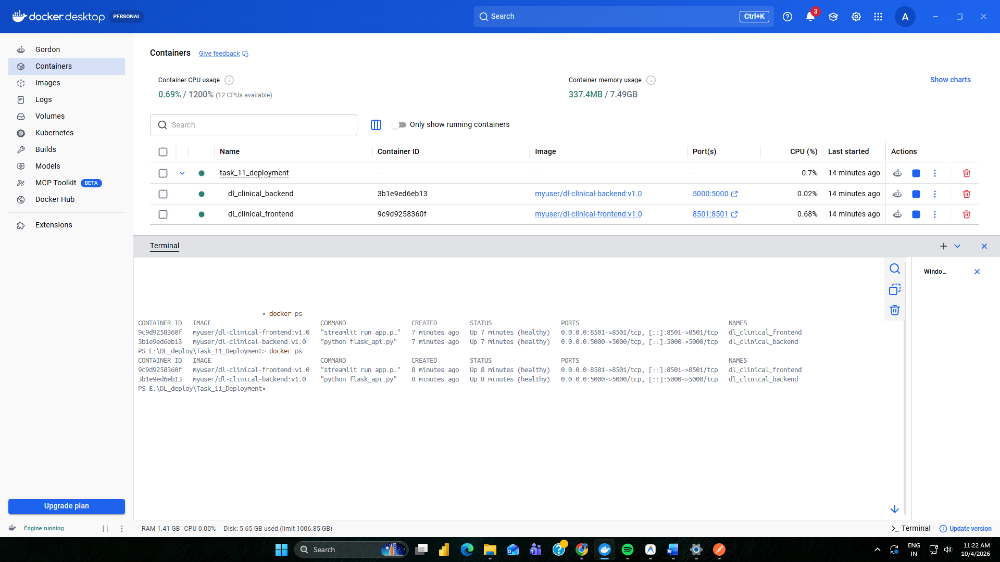 docker.desktop PERSONAL
Search Ctrl+K
3
A
Gordon
Containers
Images
Logs
Volumes
Kubernetes
Builds
Models
MCP Toolkit BETA
Docker Hub
Extensions
Upgrade plan
Containers Give feedback
Container CPU usage
0.69% / 1200% (12 CPUs available)
Container memory usage
337.4MB / 7.49GB
Show charts
Search
Only show running containers
Name Container ID Image Port(s) CPU (%) Last started Actions
task_11_deployment - - - 0.7% 14 minutes ago
dl_clinical_backend 3b1e9ed6eb13 myuser/dl-clinical-backend:v1.0 5000:5000 0.02% 14 minutes ago
dl_clinical_frontend 9c9d9258360f myuser/dl-clinical-frontend:v1.0 8501:8501 0.68% 14 minutes ago
Terminal
Windo...
> docker ps
CONTAINER ID IMAGE COMMAND CREATED STATUS PORTS NAMES
9c9d9258360f myuser/dl-clinical-frontend:v1.0 "streamlit run app.p…" 7 minutes ago Up 7 minutes (healthy) 0.0.0.0:8501->8501/tcp, [::]:8501->8501/tcp dl_clinical_frontend
3b1e9ed6eb13 myuser/dl-clinical-backend:v1.0 "python flask_api.py" 7 minutes ago Up 7 minutes (healthy) 0.0.0.0:5000->5000/tcp, [::]:5000->5000/tcp dl_clinical_backend
PS E:\DL_deploy\Task_11_Deployment> docker ps
CONTAINER ID IMAGE COMMAND CREATED STATUS PORTS NAMES
9c9d9258360f myuser/dl-clinical-frontend:v1.0 "streamlit run app.p…" 8 minutes ago Up 8 minutes (healthy) 0.0.0.0:8501->8501/tcp, [::]:8501->8501/tcp dl_clinical_frontend
3b1e9ed6eb13 myuser/dl-clinical-backend:v1.0 "python flask_api.py" 8 minutes ago Up 8 minutes (healthy) 0.0.0.0:5000->5000/tcp, [::]:5000->5000/tcp dl_clinical_backend
PS E:\DL_deploy\Task_11_Deployment>
Engine running
RAM 1.41 GB CPU 0.00% Disk: 5.65 GB used (limit 1006.85 GB)
>_ Terminal
Update version
Search
ENG
IN
11:22 AM
10/4/2026